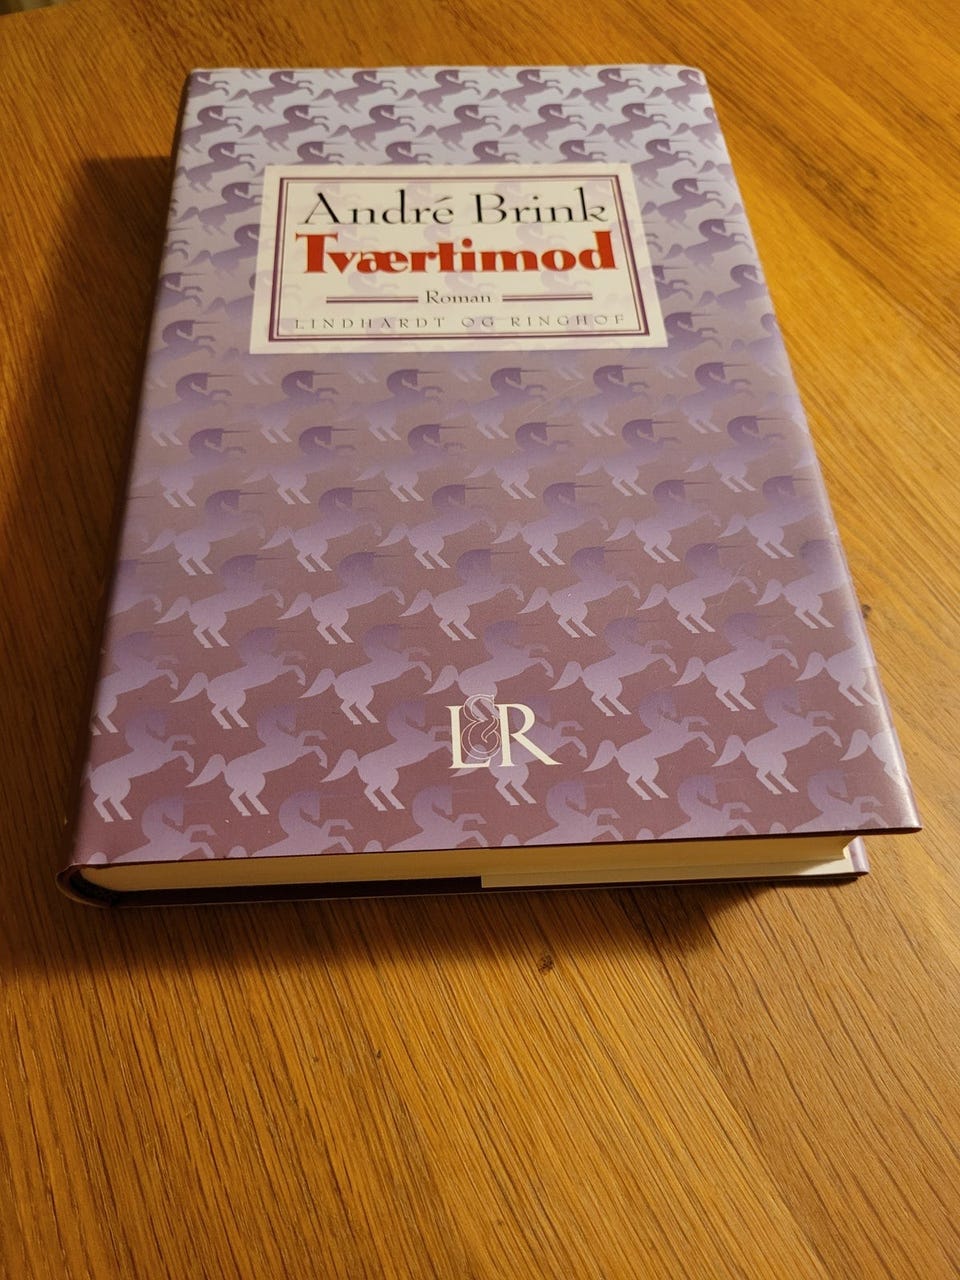 André Brink
Tværtimod
Roman
LINDHARDT OG RINGHOF
L&R